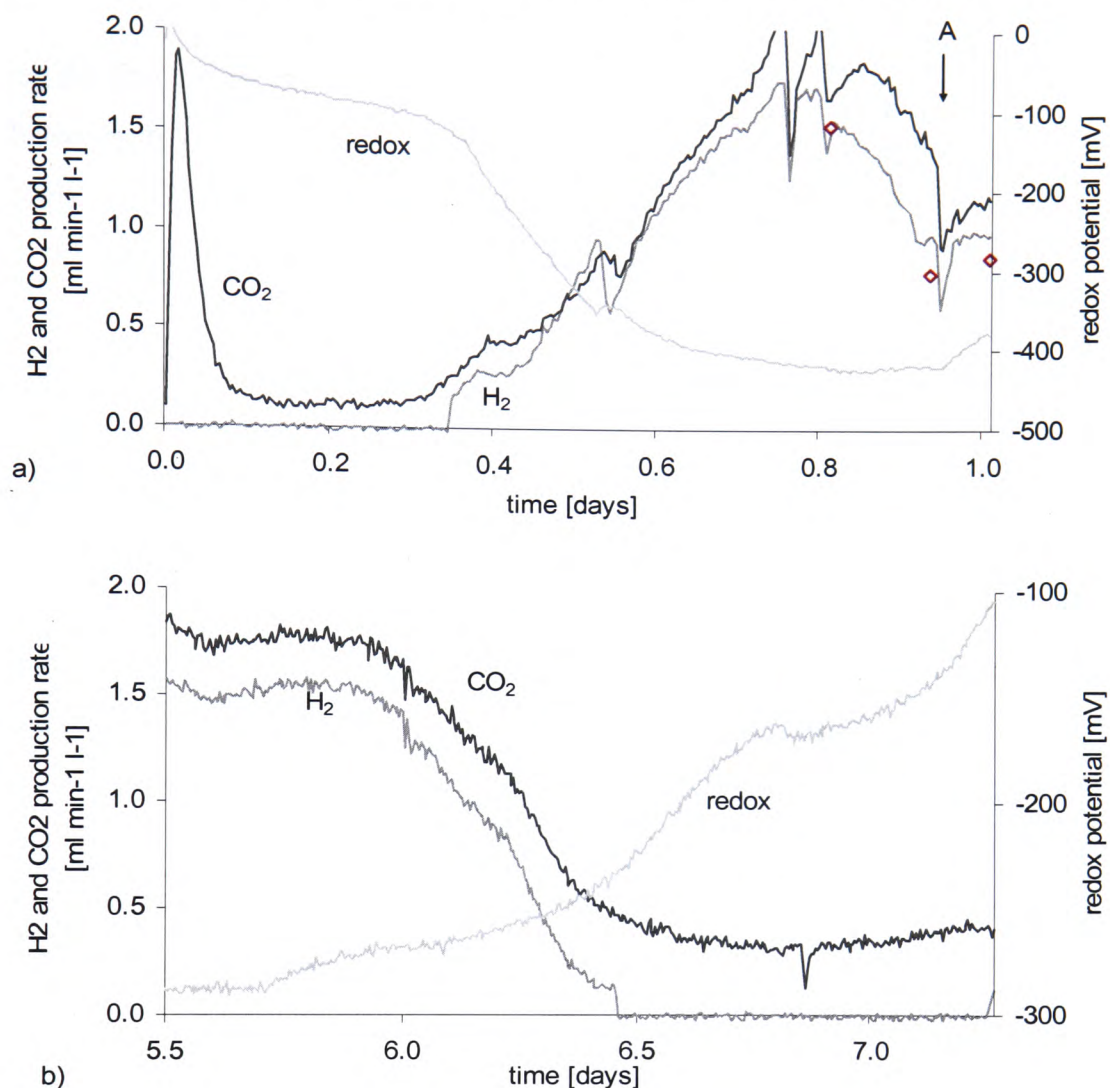 H2 and CO2 production rate
[ml min-1 l-1]
2.0
1.5
1.0
0.5
0.0
redox
CO2
H2
A
0
-100
-200
-300
-400
-500
redox potential [mV]
0.0 0.2 0.4 0.6 0.8 1.0
time [days]
a)
H2 and CO2 production rate
[ml min-1 l-1]
2.0
1.5
1.0
0.5
0.0
H2
CO2
redox
-100
-200
-300
redox potential [mV]
5.5 6.0 6.5 7.0
time [days]
b)